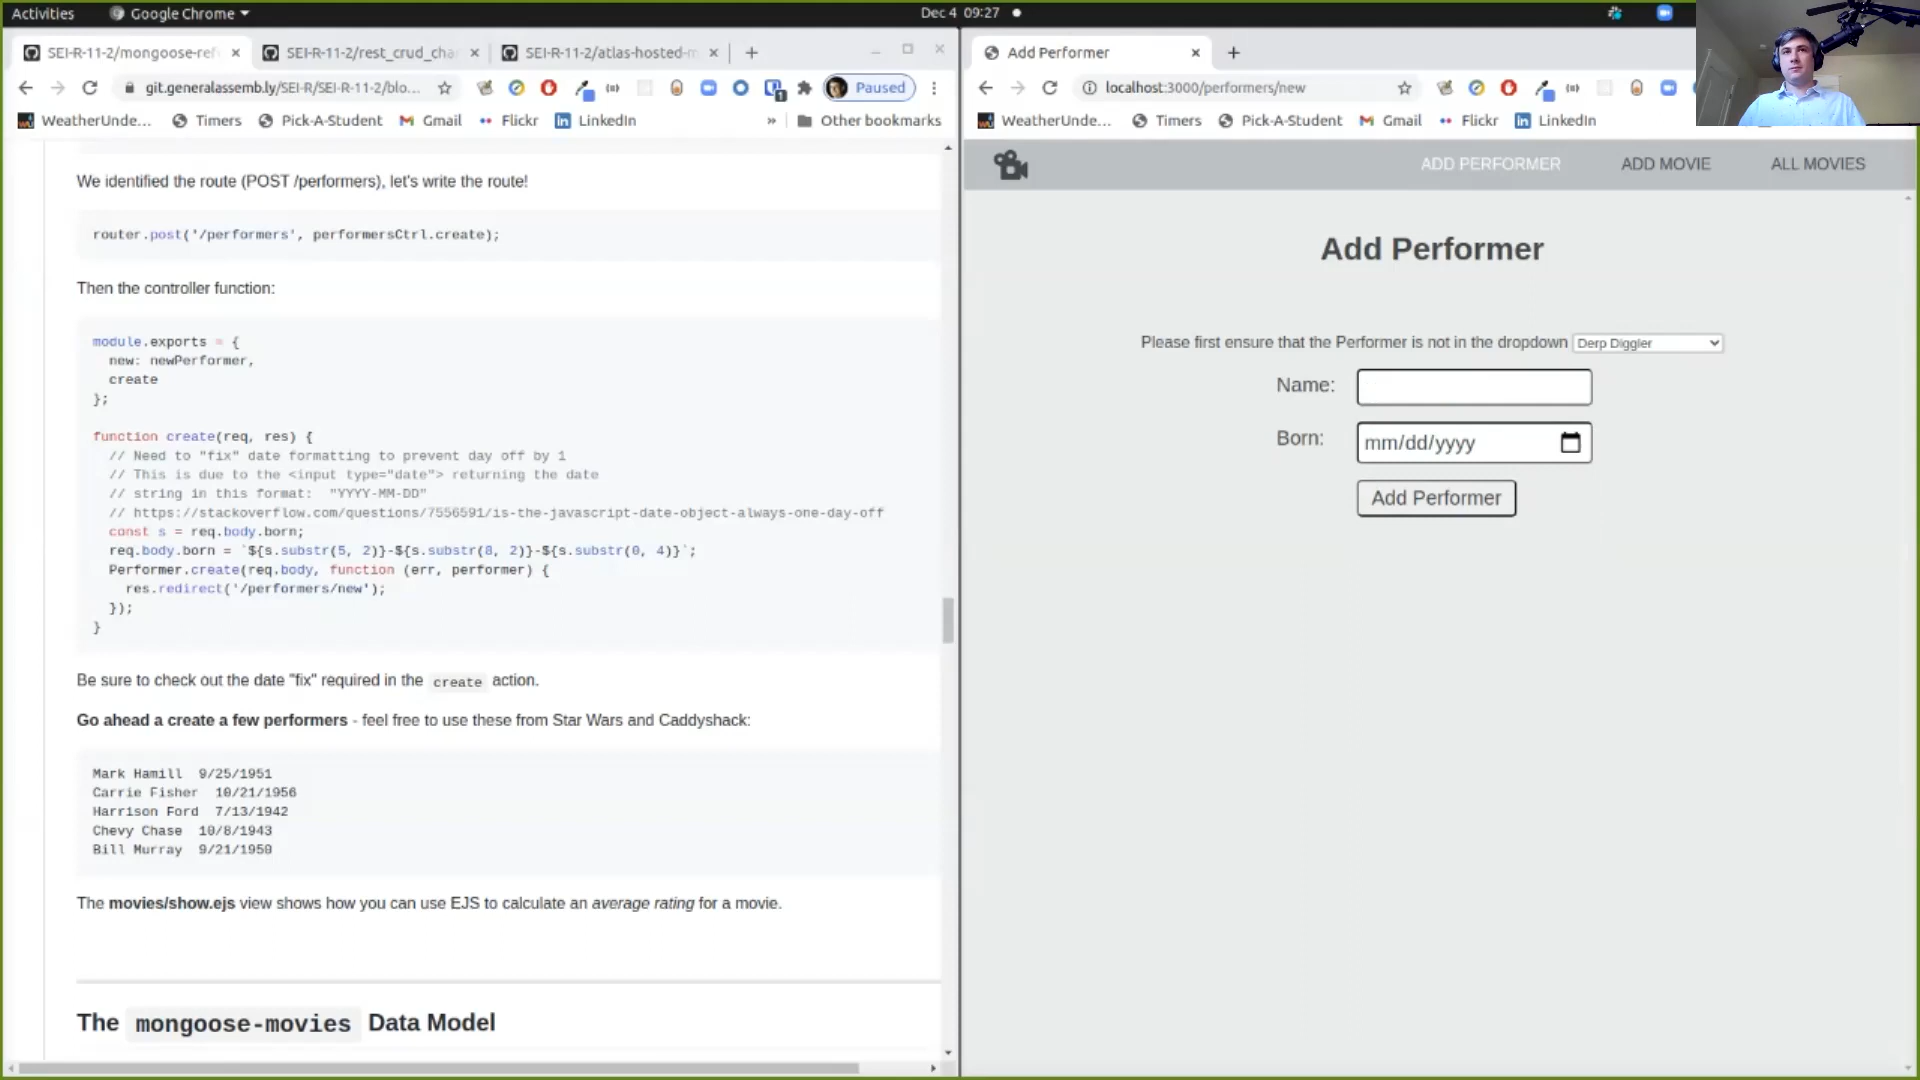 Activities
Google Chrome
Dec 4 09:27
SEI-R-11-2/mongoose-ref
SEI-R-11-2/rest_crud_cha
SEI-R-11-2/atlas-hosted-m
git.generalassemb.ly/SEI-R/SEI-R-11-2/blo...
Paused
WeatherUnde...
Timers
Pick-A-Student
Gmail
Flickr
LinkedIn
»
Other bookmarks
We identified the route (POST /performers), let's write the route!
router.post('/performers', performersCtrl.create);
Then the controller function:
module.exports = {
new: newPerformer,
create
};
function create(req, res) {
// Need to "fix" date formatting to prevent day off by 1
// This is due to the <input type="date"> returning the date
// string in this format:  "YYYY-MM-DD"
// https://stackoverflow.com/questions/7556591/is-the-javascript-date-object-always-one-day-off
const s = req.body.born;
req.body.born = `${s.substr(5, 2)}-${s.substr(8, 2)}-${s.substr(0, 4)}`;
Performer.create(req.body, function (err, performer) {
res.redirect('/performers/new');
});
}
Be sure to check out the date "fix" required in the create action.
Go ahead a create a few performers - feel free to use these from Star Wars and Caddyshack:
Mark Hamill  9/25/1951
Carrie Fisher  10/21/1956
Harrison Ford  7/13/1942
Chevy Chase  10/8/1943
Bill Murray  9/21/1950
The movies/show.ejs view shows how you can use EJS to calculate an average rating for a movie.
The mongoose-movies Data Model
Add Performer
localhost:3000/performers/new
WeatherUnde...
Timers
Pick-A-Student
Gmail
Flickr
LinkedIn
ADD PERFORMER
ADD MOVIE
ALL MOVIES
Add Performer
Please first ensure that the Performer is not in the dropdown
Derp Diggler
Name:
Born:
mm/dd/yyyy
Add Performer